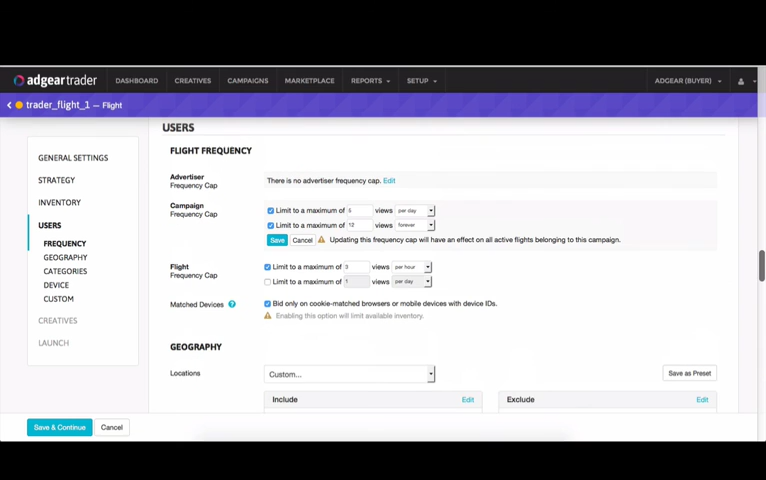 adgeartrader DASHBOARD CREATIVES CAMPAIGNS MARKETPLACE REPORTS SETUP ADGEAR (BUYER)
trader_flight_1 — Flight
USERS
GENERAL SETTINGS
STRATEGY
INVENTORY
USERS
FREQUENCY
GEOGRAPHY
CATEGORIES
DEVICE
CUSTOM
CREATIVES
LAUNCH
FLIGHT FREQUENCY
Advertiser
Frequency Cap
There is no advertiser frequency cap. Edit
Campaign
Frequency Cap
Limit to a maximum of 5 views per day
Limit to a maximum of 12 views forever
Save Cancel Updating this frequency cap will have an effect on all active flights belonging to this campaign.
Flight
Frequency Cap
Limit to a maximum of 3 views per hour
Limit to a maximum of 1 views per day
Matched Devices ? Bid only on cookie-matched browsers or mobile devices with device IDs.
Enabling this option will limit available inventory.
GEOGRAPHY
Locations Custom... Save as Preset
Include Edit Exclude Edit
Save & Continue Cancel